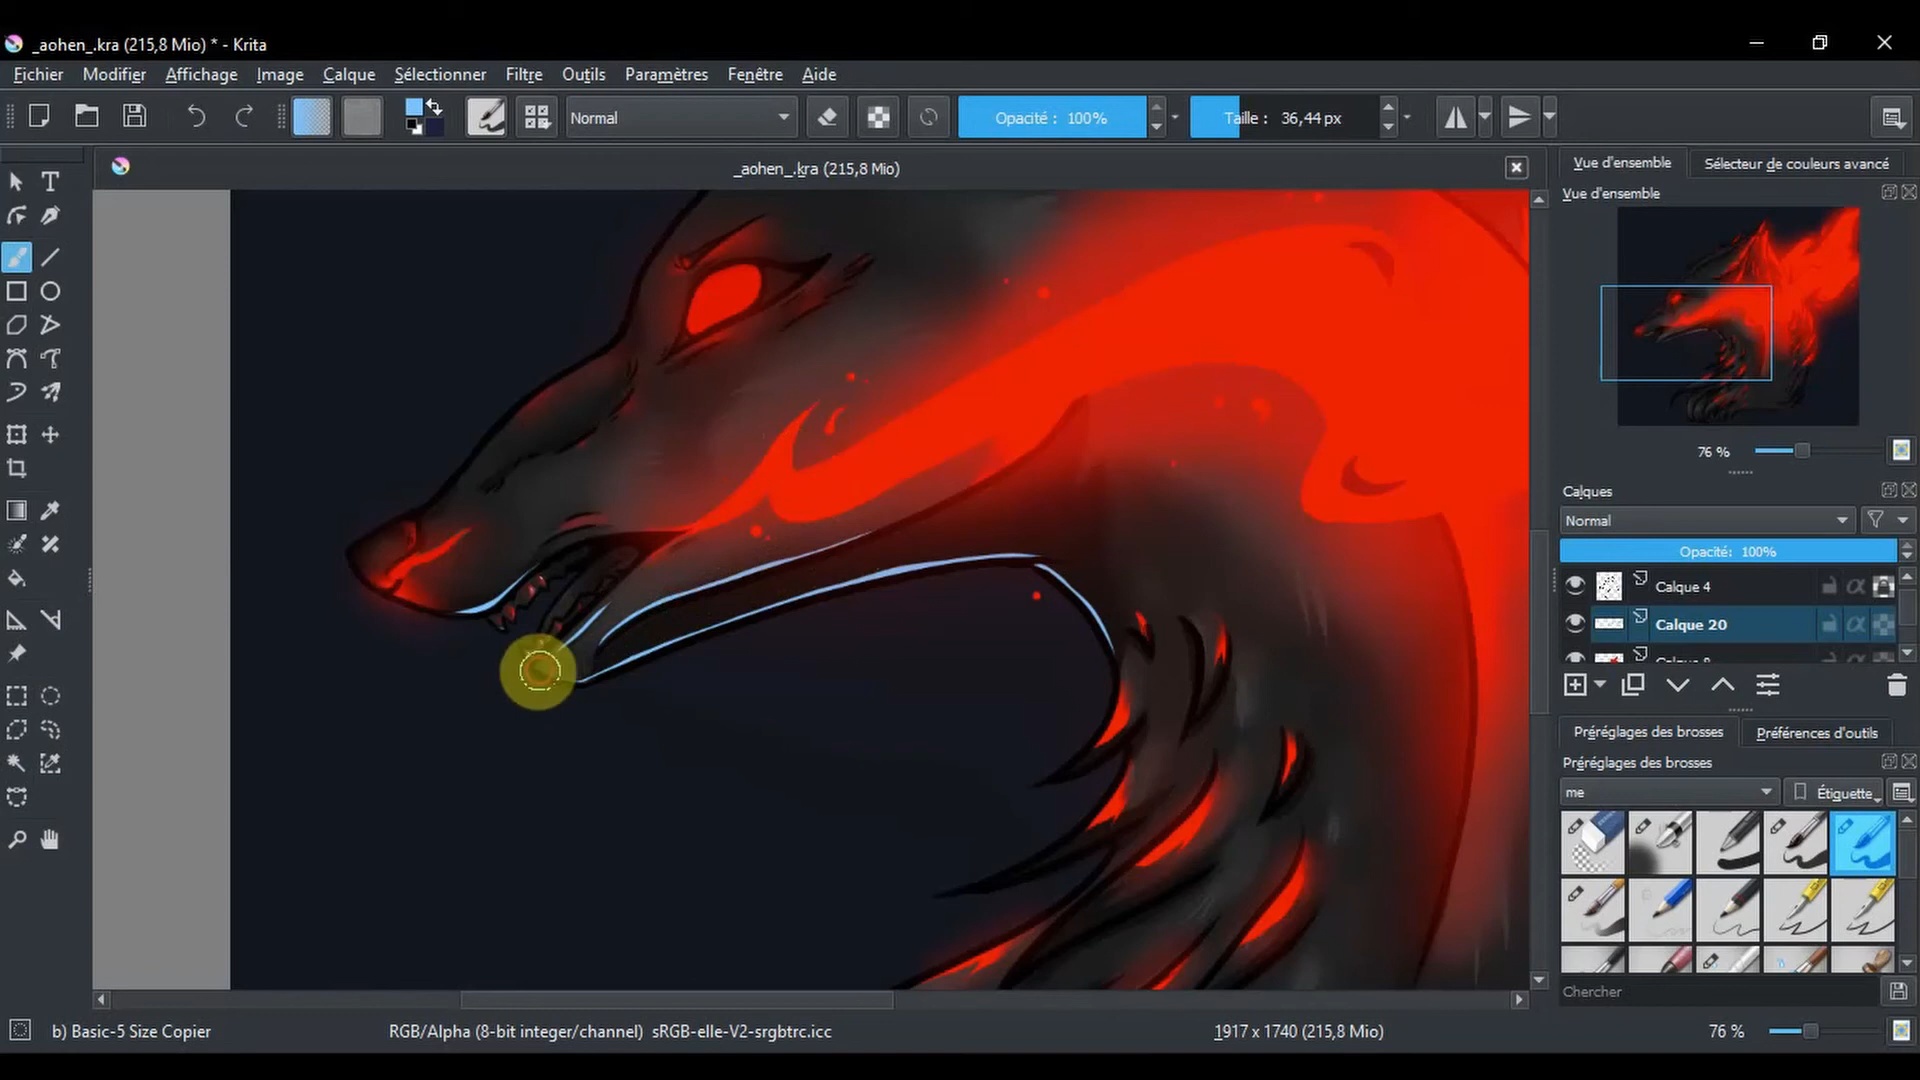 _aohen_.kra (215,8 Mio) * - Krita
Fichier Modifier Affichage Image Calque Sélectionner Filtre Outils Paramètres Fenêtre Aide
Normal
Opacité : 100%
Taille : 36,44 px
_aohen_.kra (215,8 Mio)
Vue d'ensemble
Sélecteur de couleurs avancé
Vue d'ensemble
76 %
Calques
Normal
Opacité: 100%
Calque 4
Calque 20
Préréglages des brosses
Préférences d'outils
Préréglages des brosses
me
Étiquette
Chercher
b) Basic-5 Size Copier
RGB/Alpha (8-bit integer/channel) sRGB-elle-V2-srgbtrc.icc
1917 x 1740 (215,8 Mio)
76 %